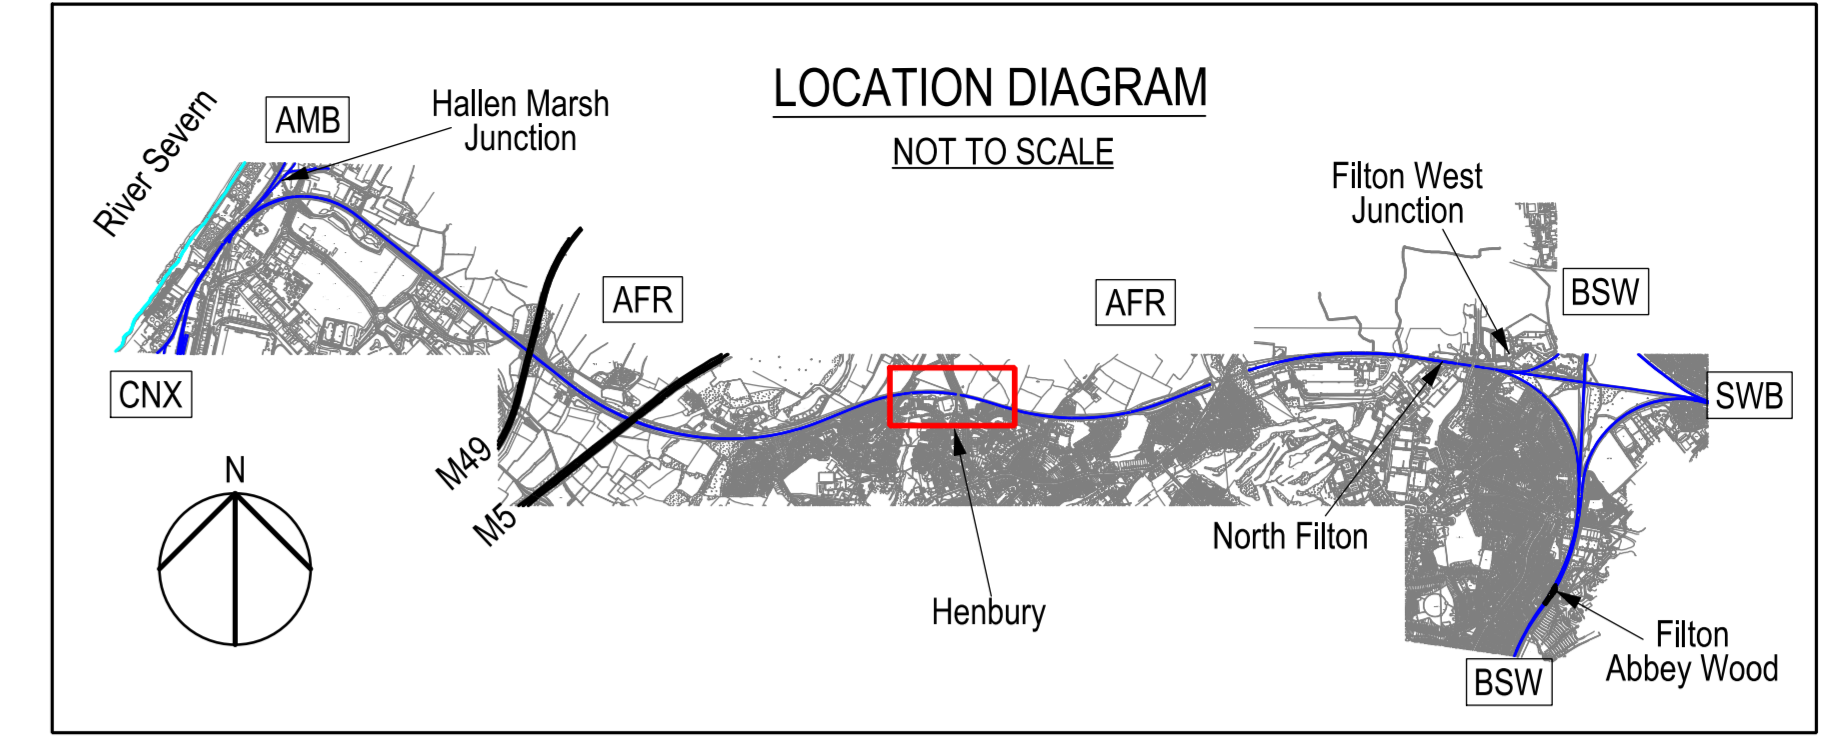 LOCATION DIAGRAM
NOT TO SCALE
River Severn
AMB
Hallen Marsh
Junction
Filton West
Junction
AFR
AFR
BSW
CNX
SWB
M49
M5
N
North Filton
Henbury
Filton
Abbey Wood
BSW